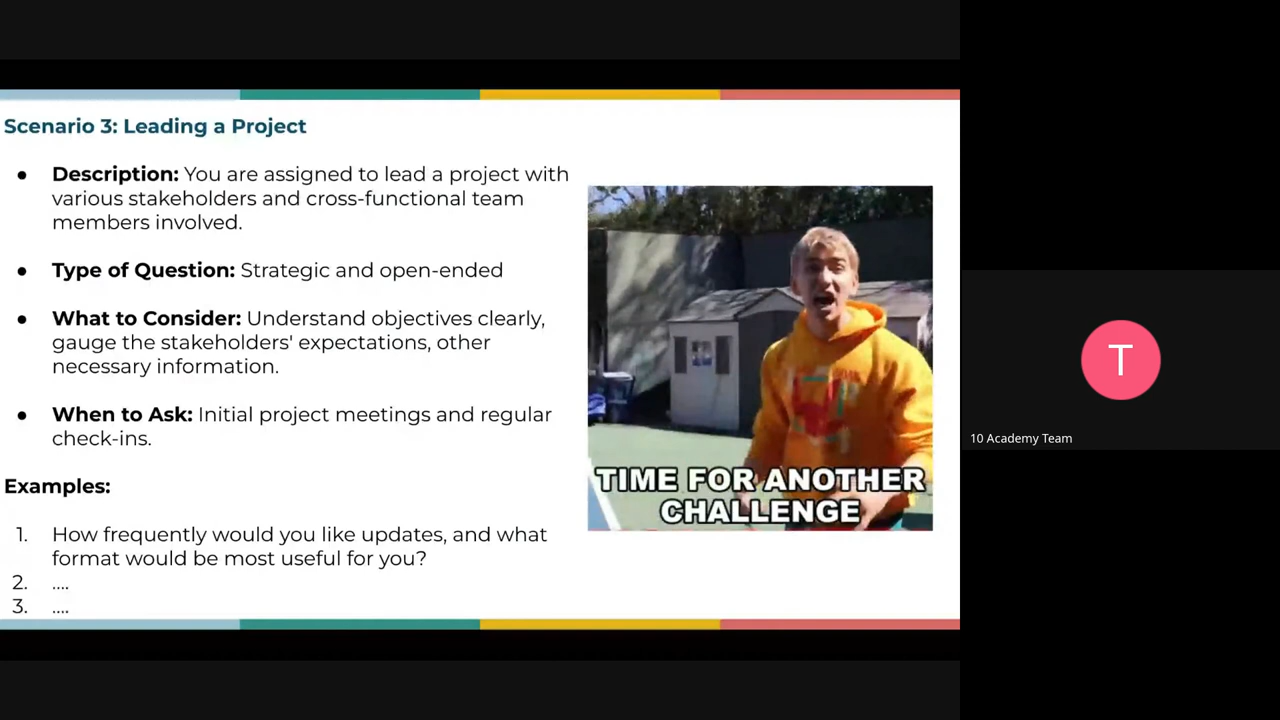 Scenario 3: Leading a Project
● Description: You are assigned to lead a project with
various stakeholders and cross-functional team
members involved.
● Type of Question: Strategic and open-ended
● What to Consider: Understand objectives clearly,
gauge the stakeholders' expectations, other
necessary information.
● When to Ask: Initial project meetings and regular
check-ins.
Examples:
1. How frequently would you like updates, and what
format would be most useful for you?
2. ....
3. ....
TIME FOR ANOTHER
CHALLENGE
T
10 Academy Team